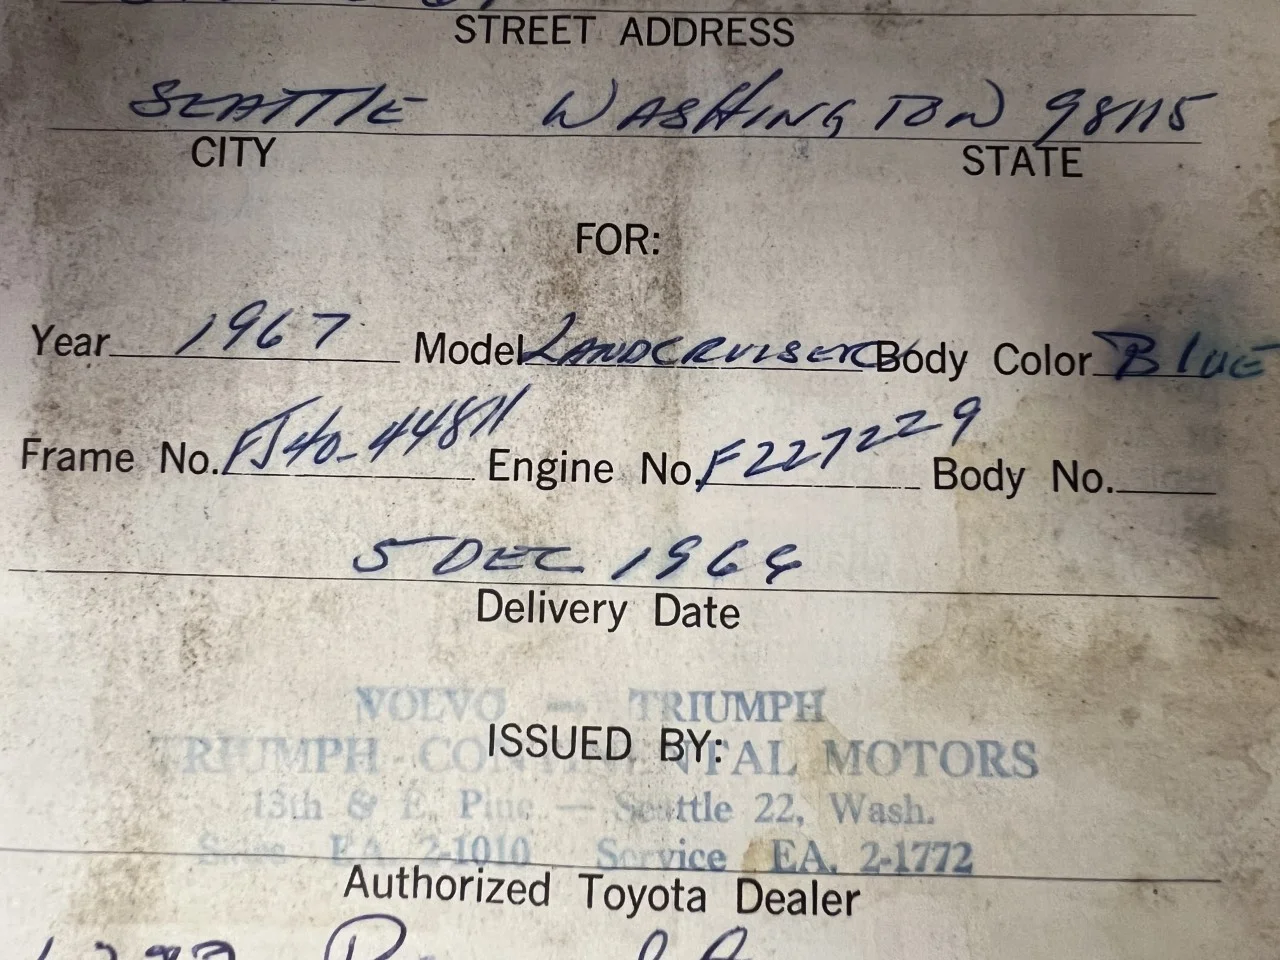 STREET ADDRESS
SEATTLE WASHINGTON 98115
CITY STATE
FOR:
Year 1967 Model LANDCRUISER Body Color BLUE
Frame No. FJ40-44811 Engine No. F227229 Body No.
5 DEC 1966
Delivery Date
VOLVO — TRIUMPH
ISSUED BY:
TRIUMPH CONTINENTAL MOTORS
13th & E. Pine — Seattle 22, Wash.
Sales EA. 2-1010 Service EA. 2-1772
Authorized Toyota Dealer